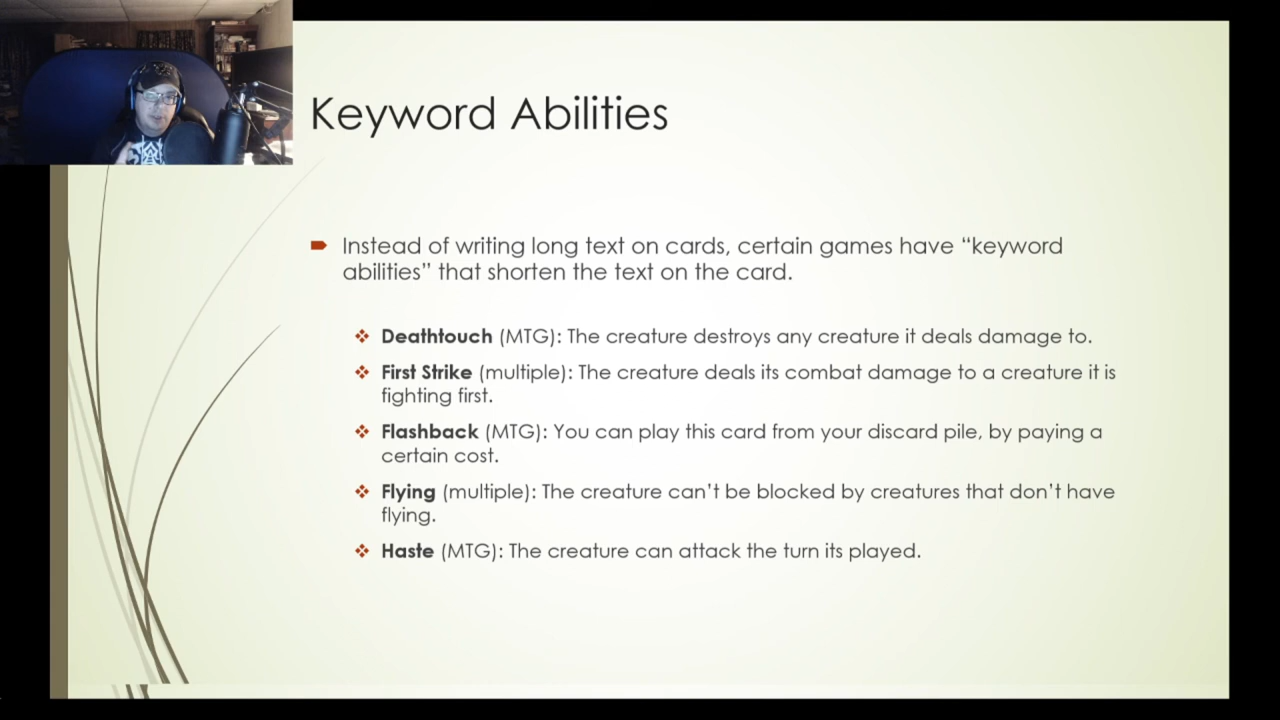 Keyword Abilities
Instead of writing long text on cards, certain games have “keyword
abilities” that shorten the text on the card.
Deathtouch (MTG): The creature destroys any creature it deals damage to.
First Strike (multiple): The creature deals its combat damage to a creature it is
fighting first.
Flashback (MTG): You can play this card from your discard pile, by paying a
certain cost.
Flying (multiple): The creature can’t be blocked by creatures that don’t have
flying.
Haste (MTG): The creature can attack the turn its played.